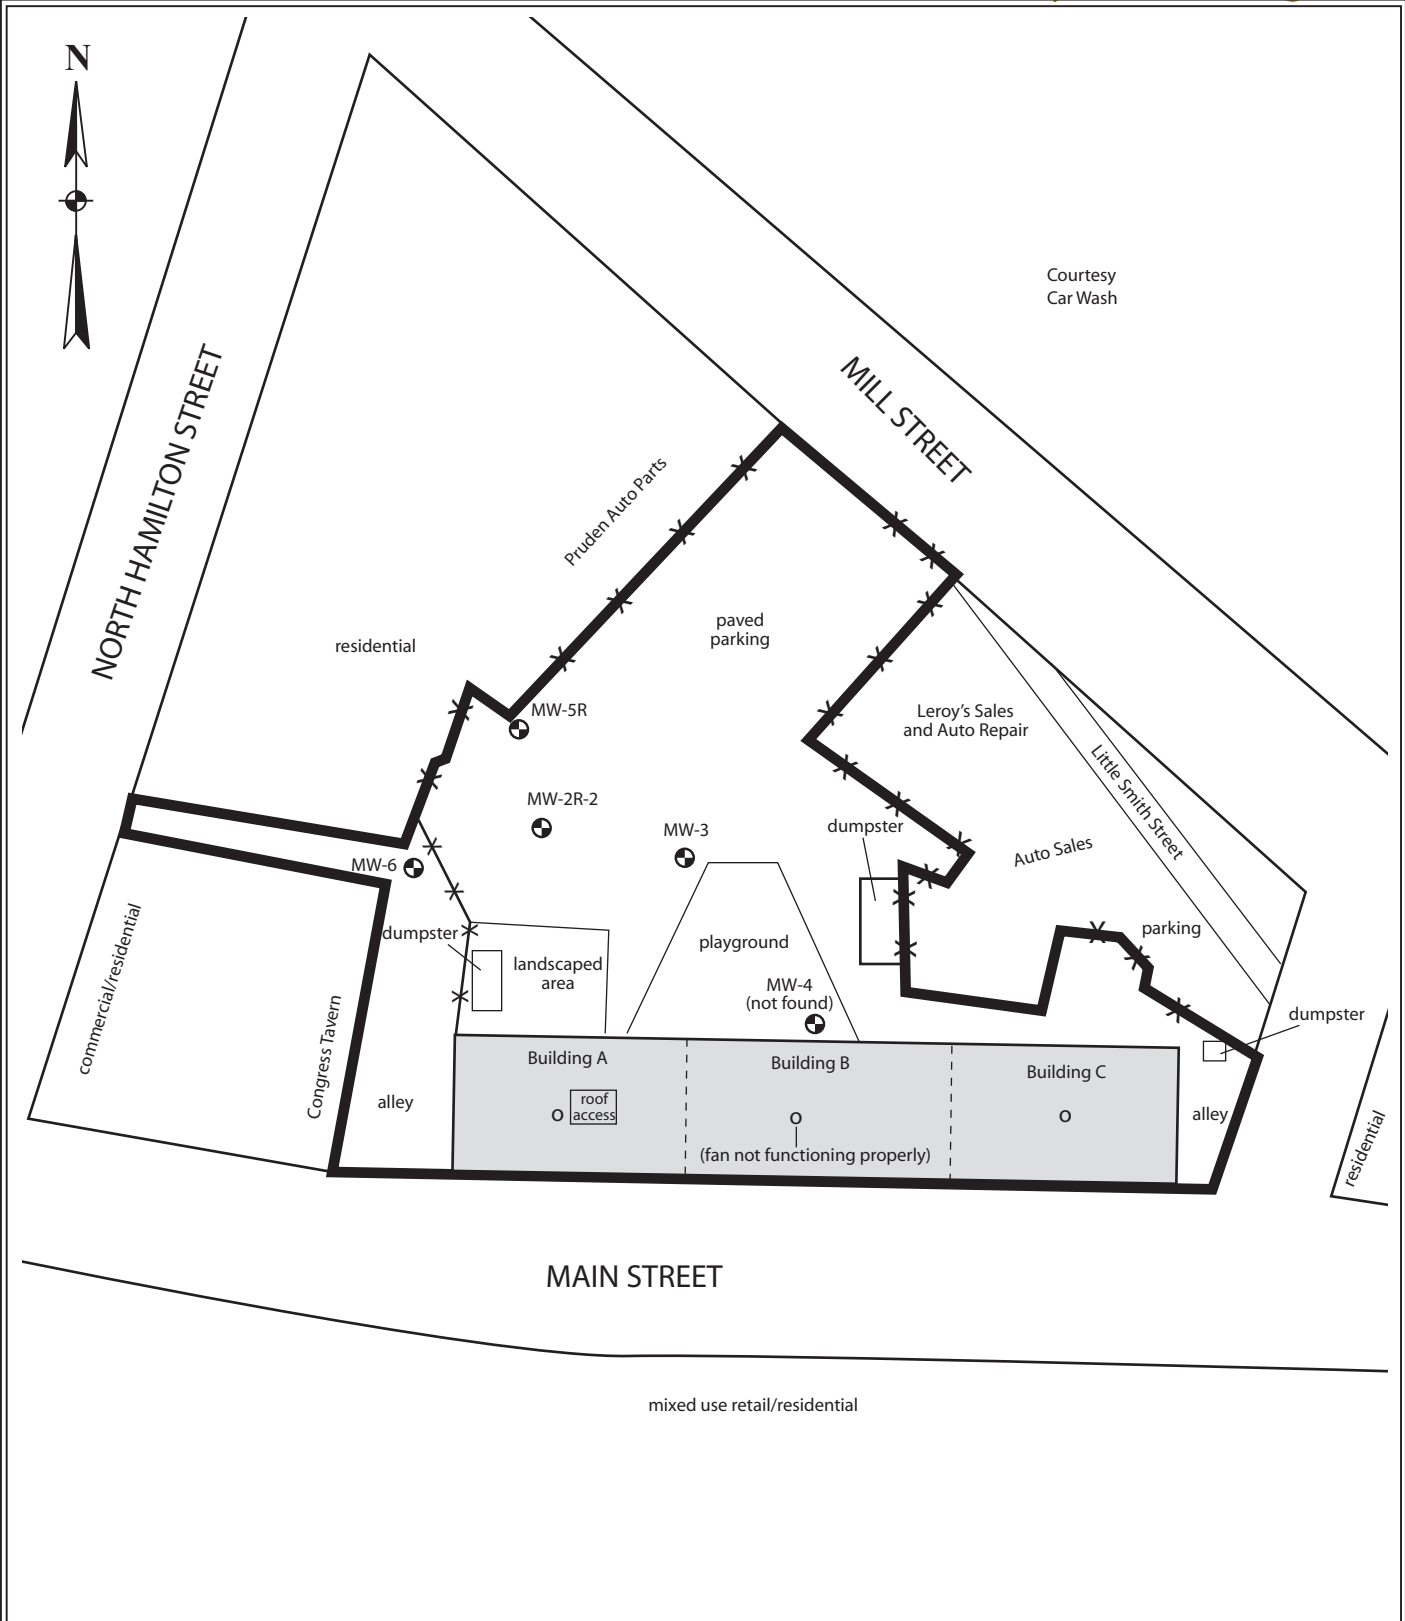 N
Courtesy
Car Wash
MILL STREET
NORTH HAMILTON STREET
Pruden Auto Parts
paved
parking
residential
MW-5R
Leroy’s Sales
and Auto Repair
Little Smith Street
MW-2R-2
MW-3
dumpster
Auto Sales
MW-6
commercial/residential
dumpster
landscaped
area
playground
parking
MW-4
(not found)
dumpster
Congress Tavern
Building A
Building B
Building C
alley
roof
access
alley
(fan not functioning properly)
residential
MAIN STREET
mixed use retail/residential